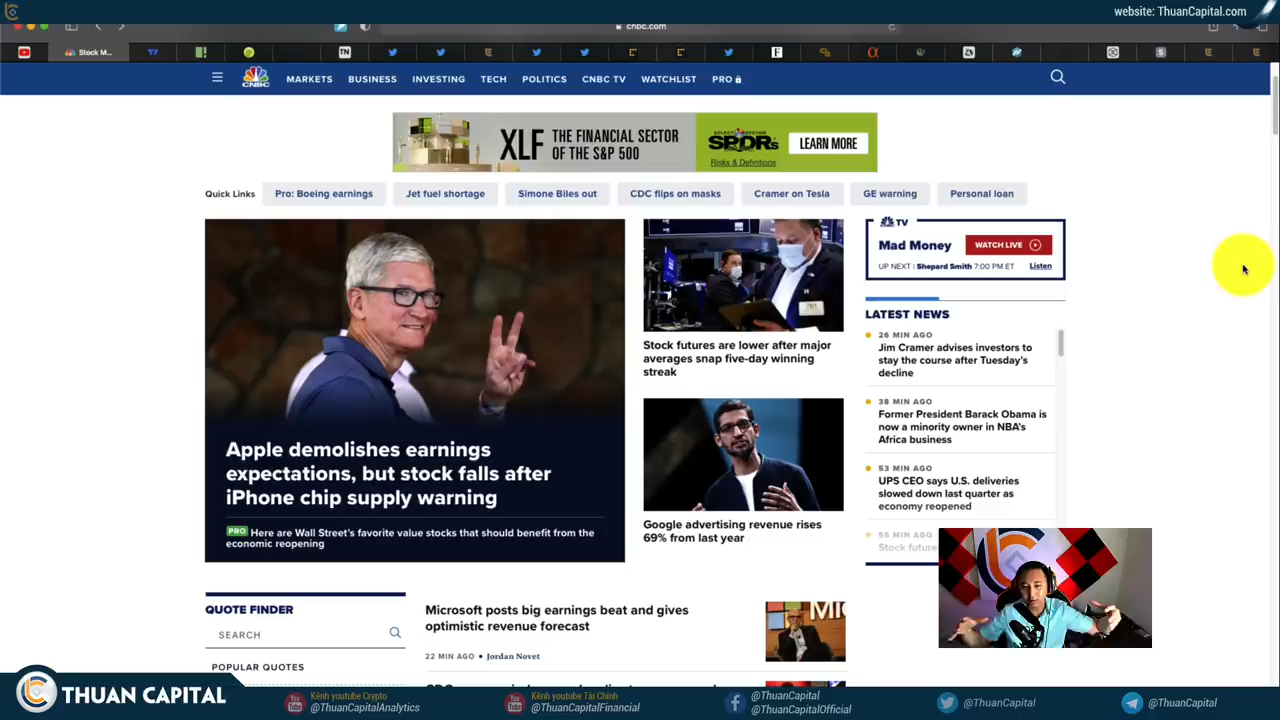 website: ThuanCapital.com
cnbc.com
Stock M...
CNBC
MARKETS BUSINESS INVESTING TECH POLITICS CNBC TV WATCHLIST PRO
XLF THE FINANCIAL SECTOR
OF THE S&P 500
SELECT SECTOR
SPDRs
Risks & Definitions
LEARN MORE
Quick Links Pro: Boeing earnings Jet fuel shortage Simone Biles out CDC flips on masks Cramer on Tesla GE warning Personal loan
Apple demolishes earnings
expectations, but stock falls after
iPhone chip supply warning
PRO Here are Wall Street's favorite value stocks that should benefit from the
economic reopening
Stock futures are lower after major
averages snap five-day winning
streak
Google advertising revenue rises
69% from last year
TV
Mad Money WATCH LIVE
UP NEXT | Shepard Smith 7:00 PM ET Listen
LATEST NEWS
26 MIN AGO
Jim Cramer advises investors to
stay the course after Tuesday's
decline
38 MIN AGO
Former President Barack Obama is
now a minority owner in NBA's
Africa business
53 MIN AGO
UPS CEO says U.S. deliveries
slowed down last quarter as
economy reopened
55 MIN AGO
Stock future
QUOTE FINDER
SEARCH
POPULAR QUOTES
Microsoft posts big earnings beat and gives
optimistic revenue forecast
22 MIN AGO • Jordan Novet
THUAN CAPITAL
Kênh youtube Crypto
@ThuanCapitalAnalytics
Kênh youtube Tài Chính
@ThuanCapitalFinancial
@ThuanCapital
@ThuanCapitalOfficial
@ThuanCapital
@ThuanCapital